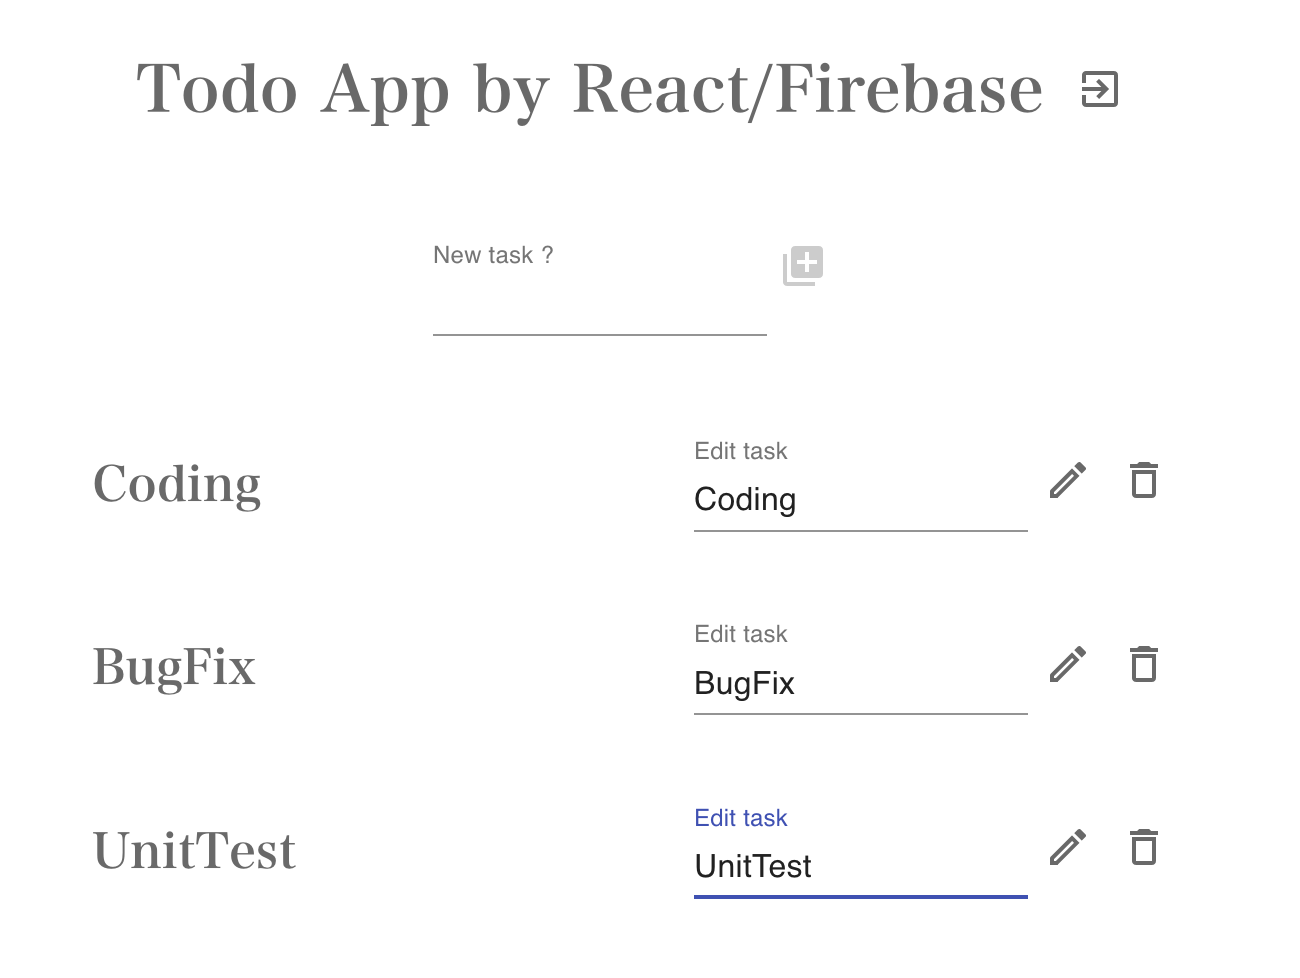 Todo App by React/Firebase
New task ?
Edit task
Coding
Coding
Edit task
BugFix
BugFix
Edit task
UnitTest
UnitTest